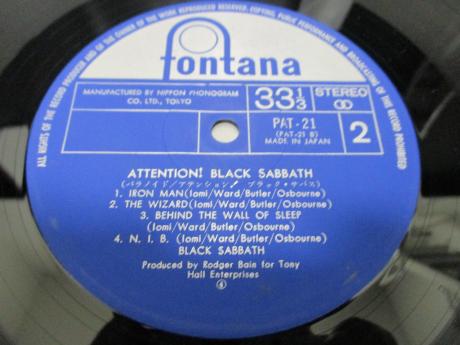 ALL RIGHTS OF THE RECORD PRODUCER AND OF THE OWNER OF THE WORK REPRODUCED RESERVED. COPYING, PUBLIC PERFORMANCE AND BROADCASTING OF THIS RECORD PROHIBITED
fontana
MANUFACTURED BY NIPPON PHONOGRAM CO. LTD., TOKYO
33 1/3
STEREO
PAT-21
(PAT-21 B)
MADE IN JAPAN
2
ATTENTION! BLACK SABBATH
(パラノイド/アテンション! ブラック・サバス)
1. IRON MAN(Iomi/Ward/Butler/Osbourne)
2. THE WIZARD(Iomi/Ward/Butler/Osbourne)
3. BEHIND THE WALL OF SLEEP
(Iomi/Ward/Butler/Osbourne)
4. N. I. B. (Iomi/Ward/Butler/Osbourne)
BLACK SABBATH
Produced by Rodger Bain for Tony
Hall Enterprises
④